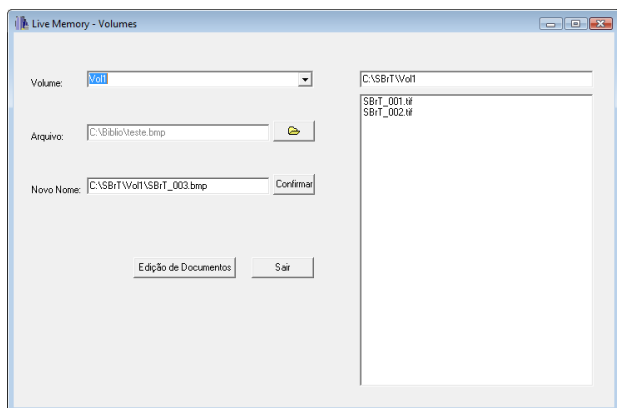 Live Memory - Volumes
Volume:
Vol1
C:\SBrT\Vol1
SBrT_001.tif
SBrT_002.tif
Arquivo:
C:\Biblio\teste.bmp
Novo Nome:
C:\SBrT\Vol1\SBrT_003.bmp
Confirmar
Edição de Documentos
Sair